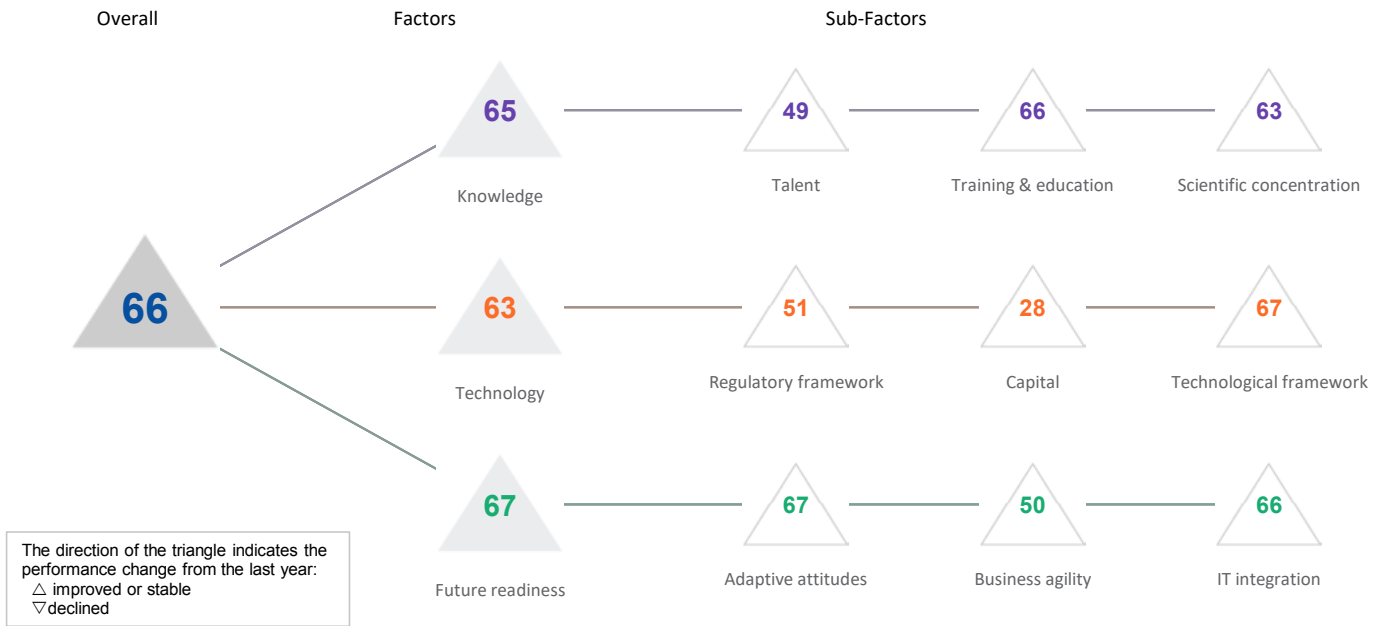 Overall Factors Sub-Factors
65 49 66 63
Knowledge Talent Training & education Scientific concentration
66 63 51 28 67
Technology Regulatory framework Capital Technological framework
67 67 50 66
Future readiness Adaptive attitudes Business agility IT integration
The direction of the triangle indicates the
performance change from the last year:
△ improved or stable
▽declined